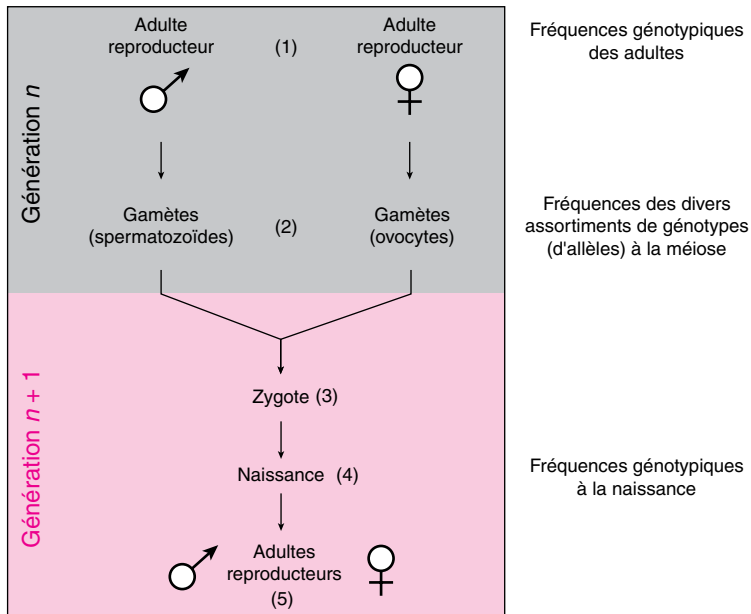 Génération n
Adulte
reproducteur
(1)
Adulte
reproducteur
Fréquences génotypiques
des adultes
Gamètes
(spermatozoïdes)
(2)
Gamètes
(ovocytes)
Fréquences des divers
assortiments de génotypes
(d'allèles) à la méiose
Génération n + 1
Zygote (3)
Naissance (4)
Fréquences génotypiques
à la naissance
Adultes
reproducteurs
(5)